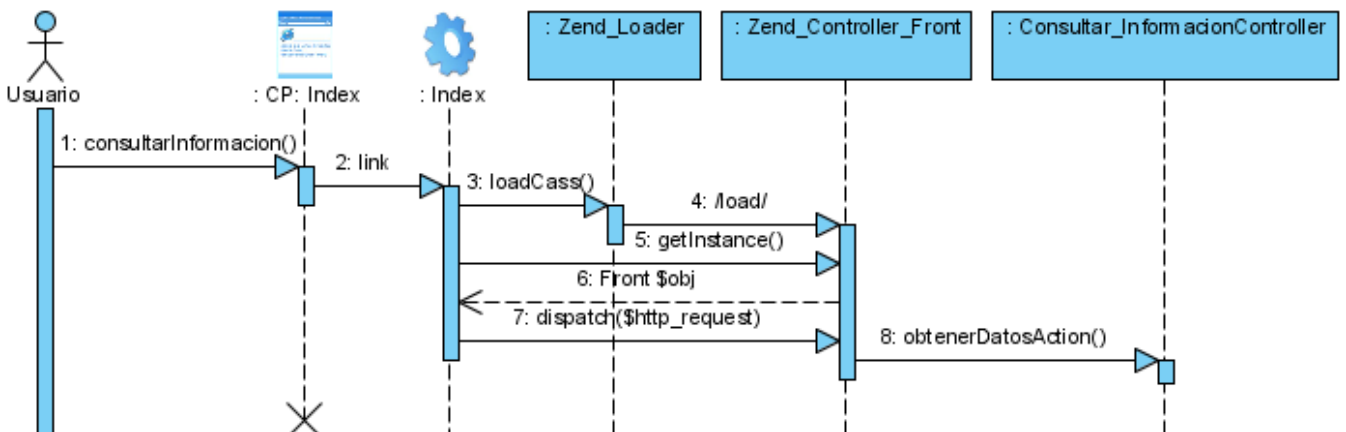 : Zend_Loader
: Zend_Controller_Front
: Consultar_InformacionController
Usuario
: CP: Index
: Index
1: consultarInformacion()
2: link
3: loadCass()
4: /load/
5: getInstance()
6: Front $obj
7: dispatch($http_request)
8: obtenerDatosAction()